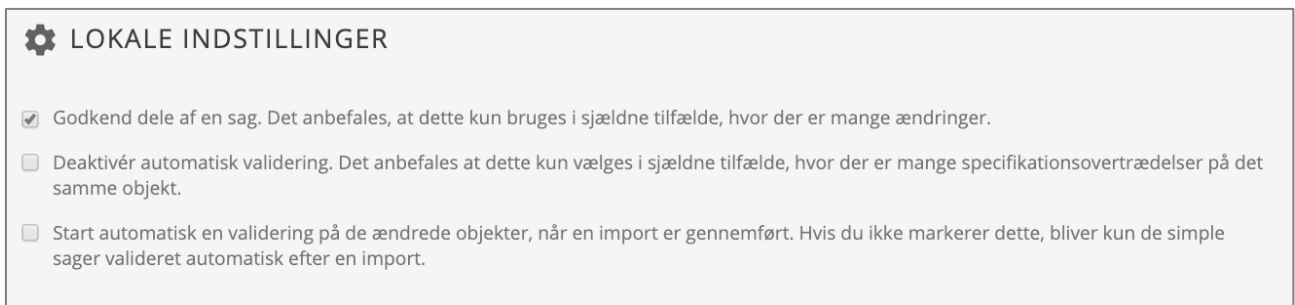 LOKALE INDSTILLINGER
Godkend dele af en sag. Det anbefales, at dette kun bruges i sjældne tilfælde, hvor der er mange ændringer.
Deaktivér automatisk validering. Det anbefales at dette kun vælges i sjældne tilfælde, hvor der er mange specifikationsovertrædelser på det
samme objekt.
Start automatisk en validering på de ændrede objekter, når en import er gennemført. Hvis du ikke markerer dette, bliver kun de simple
sager valideret automatisk efter en import.